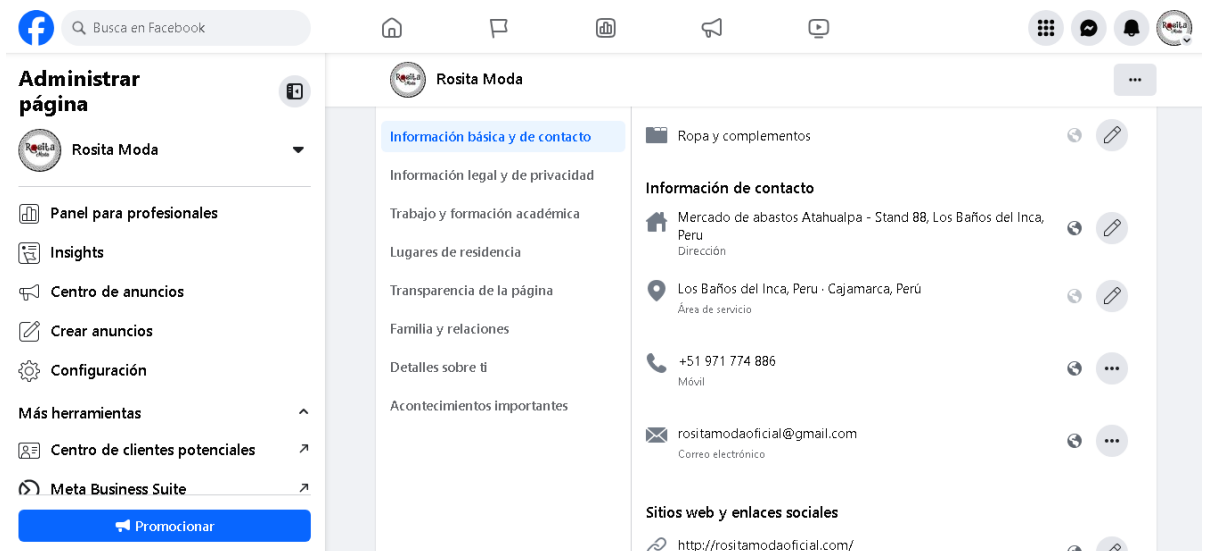 Busca en Facebook
Administrar
página
Rosita Moda
Panel para profesionales
Insights
Centro de anuncios
Crear anuncios
Configuración
Más herramientas
Centro de clientes potenciales
Meta Business Suite
Promocionar
Rosita Moda
Información básica y de contacto
Información legal y de privacidad
Trabajo y formación académica
Lugares de residencia
Transparencia de la página
Familia y relaciones
Detalles sobre ti
Acontecimientos importantes
Ropa y complementos
Información de contacto
Mercado de abastos Atahualpa - Stand 88, Los Baños del Inca,
Peru
Dirección
Los Baños del Inca, Peru · Cajamarca, Perú
Área de servicio
+51 971 774 886
Móvil
rositamodaoficial@gmail.com
Correo electrónico
Sitios web y enlaces sociales
http://rositamodaoficial.com/